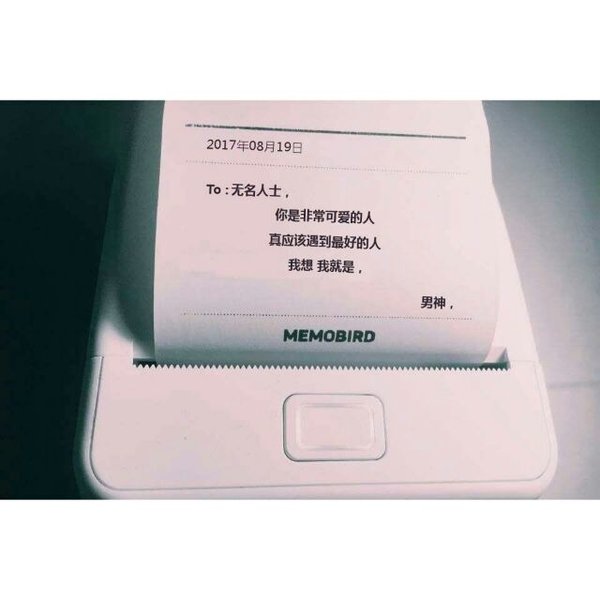 2017年08月19日
To : 无名人士，
你是非常可爱的人
真应该遇到最好的人
我想 我就是，
男神，
MEMOBIRD